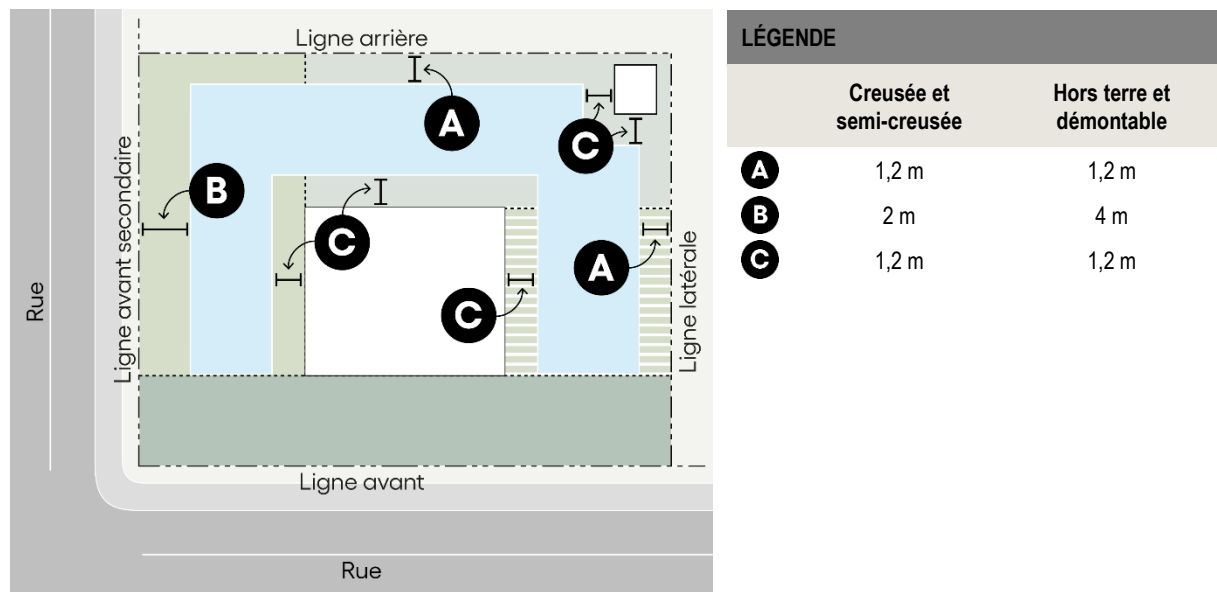 Ligne arrière
A
C
B
Ligne avant secondaire
C
A
C
Ligne latérale
Rue
Ligne avant
Rue
LÉGENDE
Creusée et
semi-creusée
Hors terre et
démontable
A 1,2 m 1,2 m
B 2 m 4 m
C 1,2 m 1,2 m